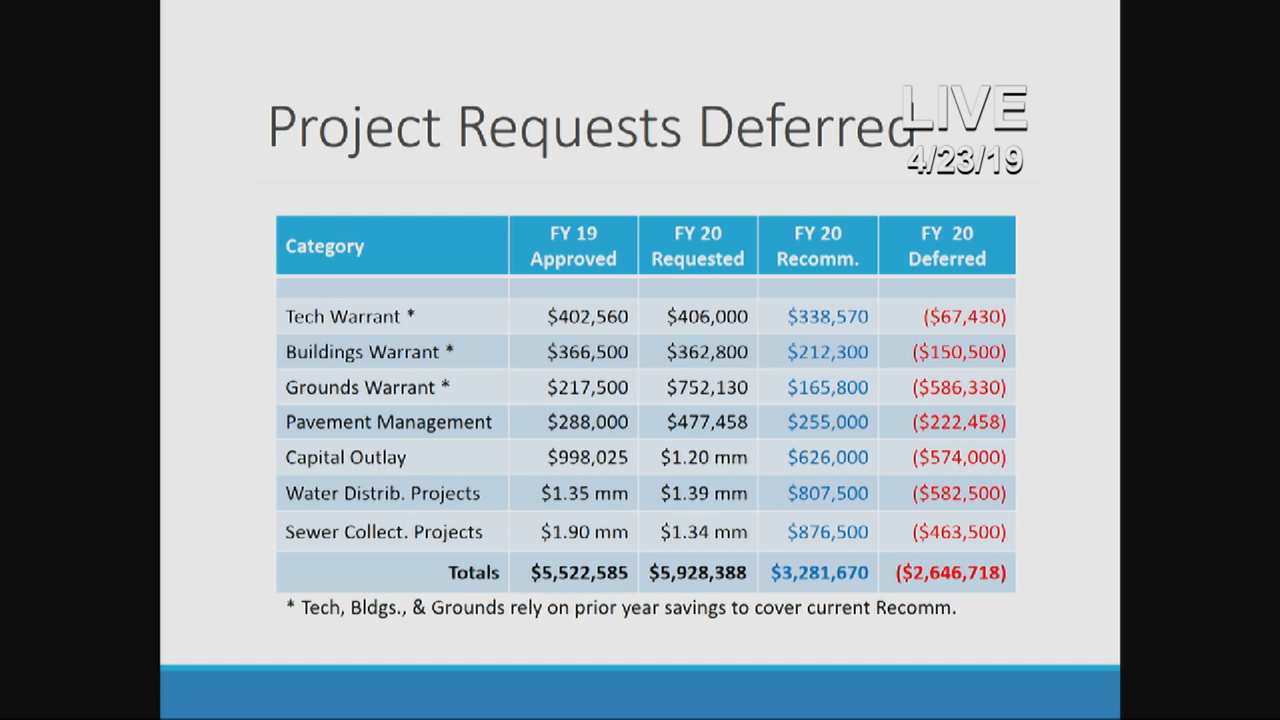 Project Requests Deferred
LIVE
4/23/19
Category FY 19 Approved FY 20 Requested FY 20 Recomm. FY 20 Deferred
Tech Warrant * $402,560 $406,000 $338,570 ($67,430)
Buildings Warrant * $366,500 $362,800 $212,300 ($150,500)
Grounds Warrant * $217,500 $752,130 $165,800 ($586,330)
Pavement Management $288,000 $477,458 $255,000 ($222,458)
Capital Outlay $998,025 $1.20 mm $626,000 ($574,000)
Water Distrib. Projects $1.35 mm $1.39 mm $807,500 ($582,500)
Sewer Collect. Projects $1.90 mm $1.34 mm $876,500 ($463,500)
Totals $5,522,585 $5,928,388 $3,281,670 ($2,646,718)
* Tech, Bldgs., & Grounds rely on prior year savings to cover current Recomm.